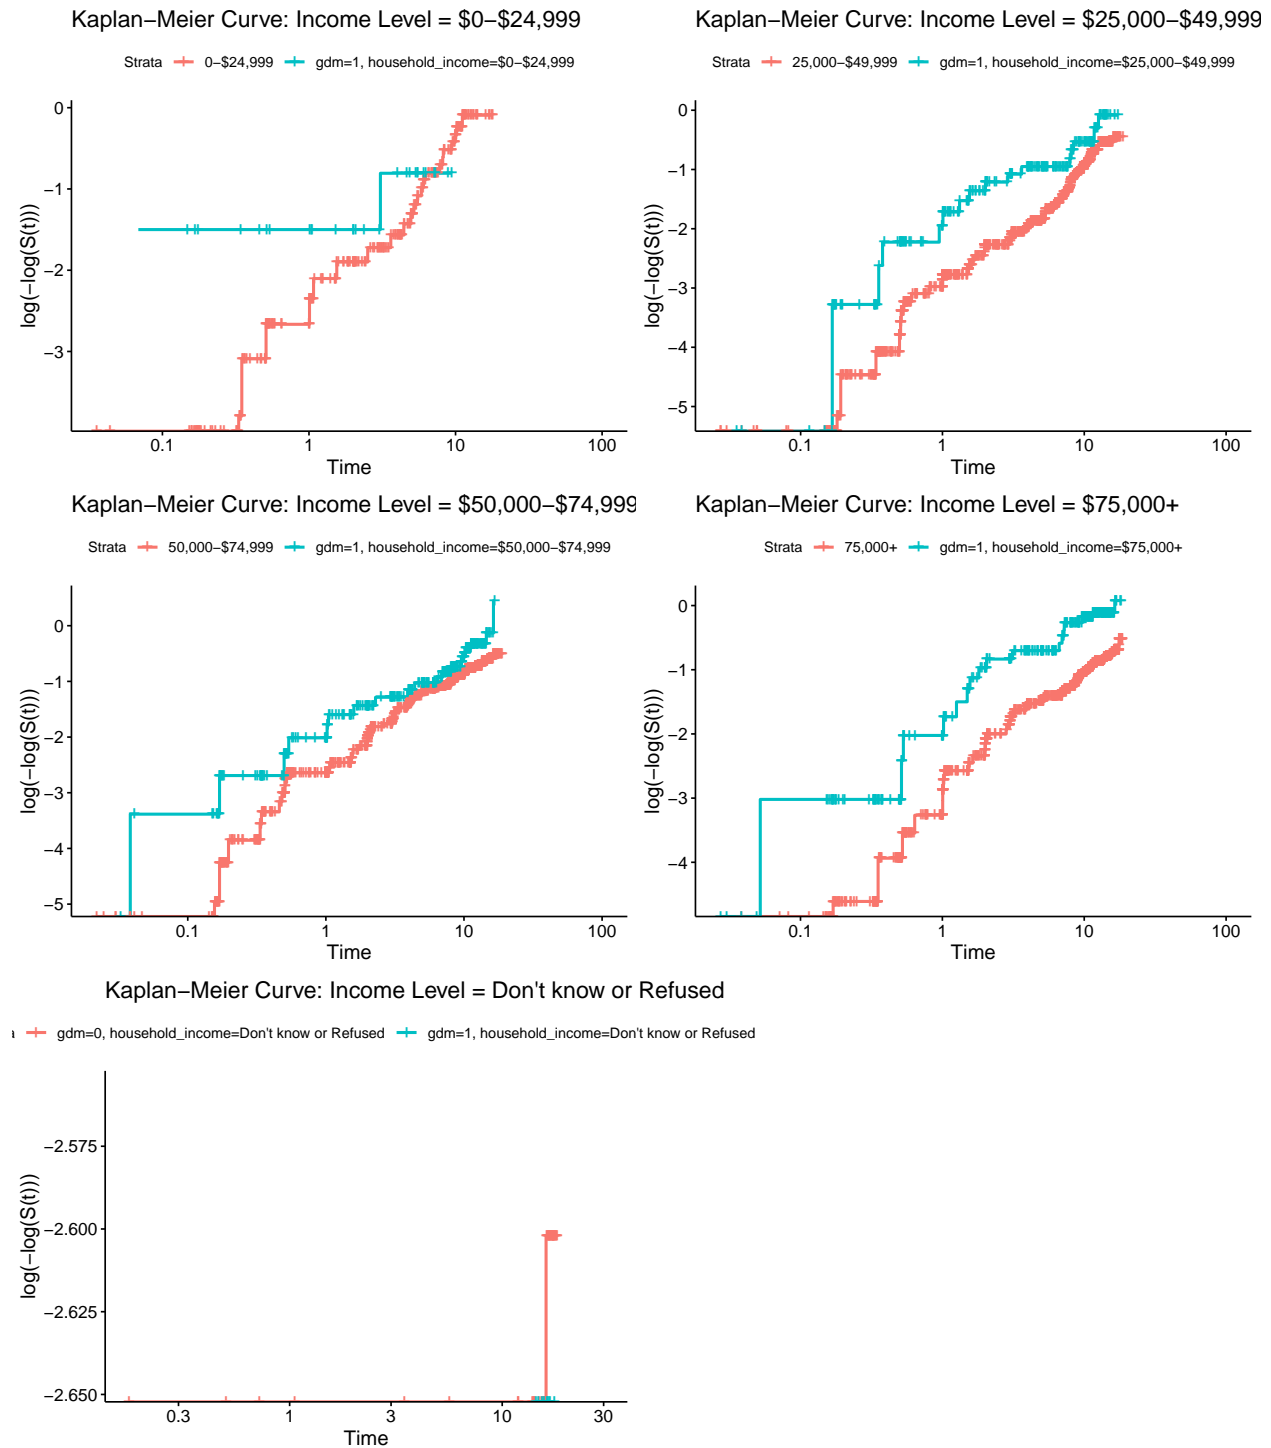 Kaplan−Meier Curve: Income Level = $0−$24,999
Strata 0−$24,999 gdm=1, household_income=$0−$24,999
0
−1
−2
−3
log(−log(S(t)))
0.1 1 10 100
Time
Kaplan−Meier Curve: Income Level = $25,000−$49,999
Strata 25,000−$49,999 gdm=1, household_income=$25,000−$49,999
0
−1
−2
−3
−4
−5
log(−log(S(t)))
0.1 1 10 100
Time
Kaplan−Meier Curve: Income Level = $50,000−$74,999
Strata 50,000−$74,999 gdm=1, household_income=$50,000−$74,999
0
−1
−2
−3
−4
−5
log(−log(S(t)))
0.1 1 10 100
Time
Kaplan−Meier Curve: Income Level = $75,000+
Strata 75,000+ gdm=1, household_income=$75,000+
0
−1
−2
−3
−4
log(−log(S(t)))
0.1 1 10 100
Time
Kaplan−Meier Curve: Income Level = Don't know or Refused
a gdm=0, household_income=Don't know or Refused gdm=1, household_income=Don't know or Refused
−2.575
−2.600
−2.625
−2.650
log(−log(S(t)))
0.3 1 3 10 30
Time